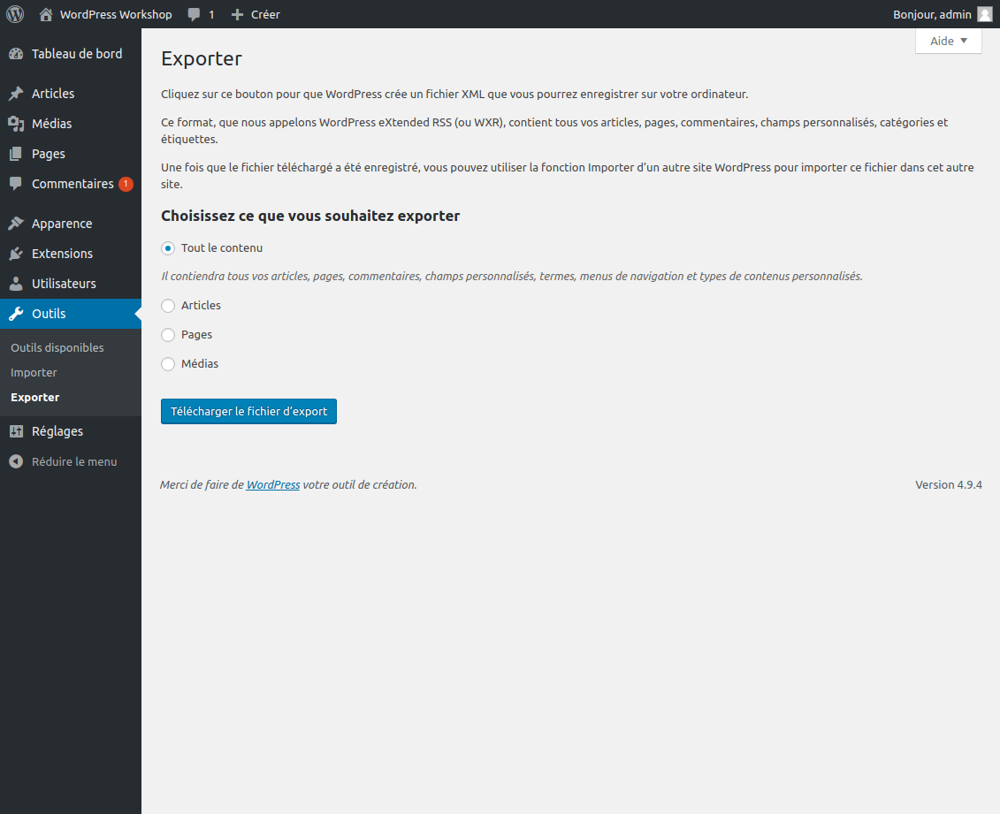 WordPress Workshop 1 Créer Bonjour, admin
Aide
Tableau de bord
Articles
Médias
Pages
Commentaires 1
Apparence
Extensions
Utilisateurs
Outils
Outils disponibles
Importer
Exporter
Réglages
Réduire le menu
Exporter
Cliquez sur ce bouton pour que WordPress crée un fichier XML que vous pourrez enregistrer sur votre ordinateur.
Ce format, que nous appelons WordPress eXtended RSS (ou WXR), contient tous vos articles, pages, commentaires, champs personnalisés, catégories et
étiquettes.
Une fois que le fichier téléchargé a été enregistré, vous pouvez utiliser la fonction Importer d’un autre site WordPress pour importer ce fichier dans cet autre
site.
Choisissez ce que vous souhaitez exporter
Tout le contenu
Il contiendra tous vos articles, pages, commentaires, champs personnalisés, termes, menus de navigation et types de contenus personnalisés.
Articles
Pages
Médias
Télécharger le fichier d’export
Merci de faire de WordPress votre outil de création.
Version 4.9.4